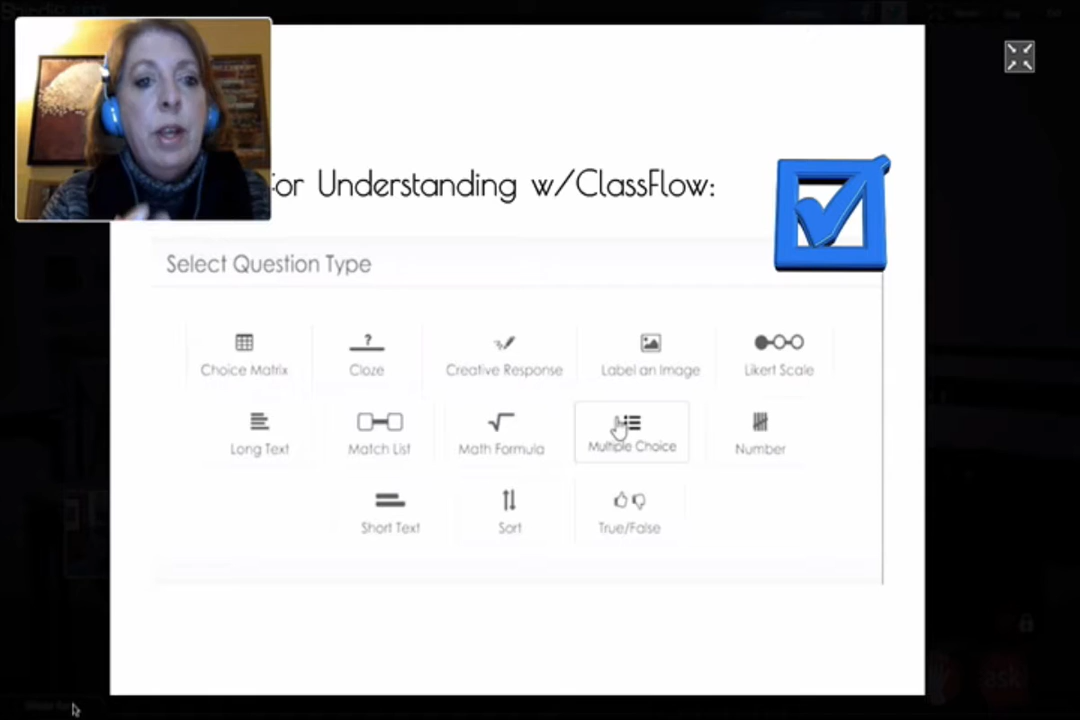 or Understanding w/ClassFlow:
Select Question Type
Choice Matrix Cloze Creative Response Label an Image Likert Scale
Long Text Match List Math Formula Multiple Choice Number
Short Text Sort True/False
ask